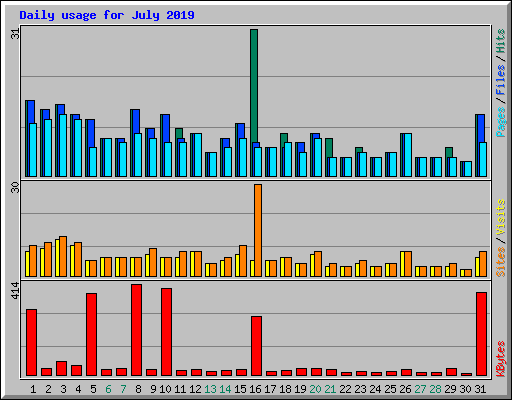 Daily usage for July 2019
31
Pages / Files / Hits
30
Sites / Visits
414
KBytes
1 2 3 4 5 6 7 8 9 10 11 12 13 14 15 16 17 18 19 20 21 22 23 24 25 26 27 28 29 30 31